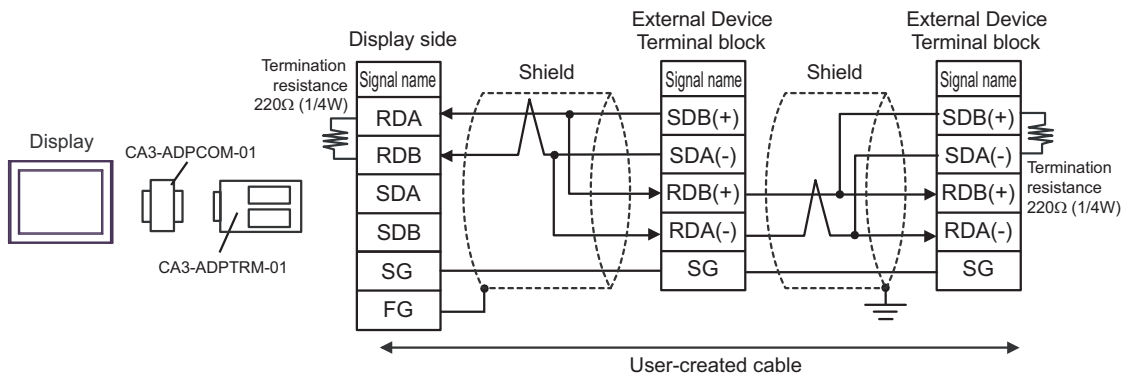 External Device
Terminal block
External Device
Terminal block
Display side
Termination
resistance
220Ω (1/4W)
Signal name
Shield
Signal name
Shield
Signal name
RDA
SDB(+)
SDB(+)
Display
CA3-ADPCOM-01
RDB
SDA(-)
SDA(-)
Termination
resistance
220Ω (1/4W)
SDA
RDB(+)
RDB(+)
SDB
RDA(-)
RDA(-)
CA3-ADPTRM-01
SG
SG
SG
FG
User-created cable